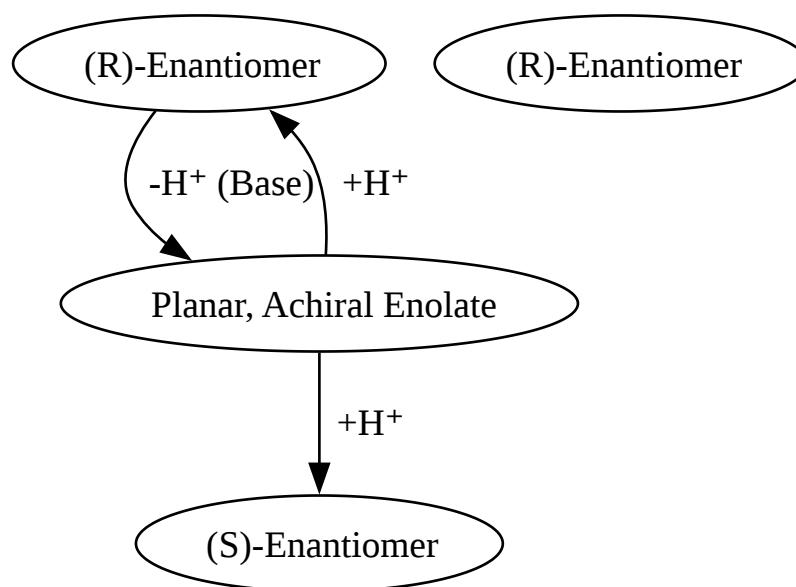 (R)-Enantiomer
(R)-Enantiomer
-H⁺ (Base)
+H⁺
Planar, Achiral Enolate
+H⁺
(S)-Enantiomer